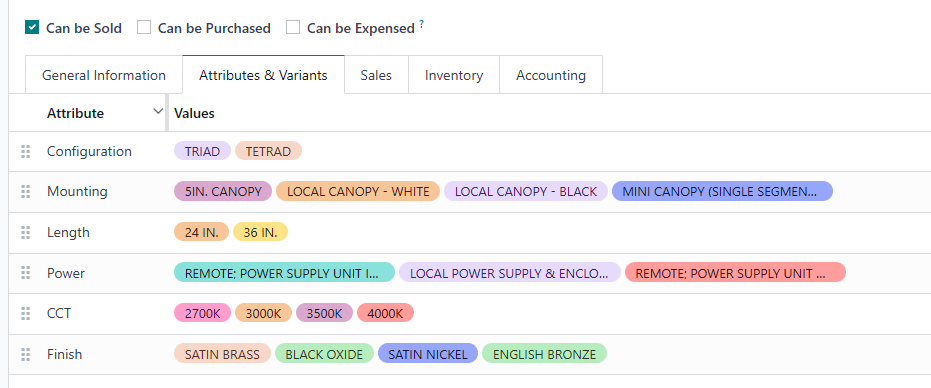 Can be Sold Can be Purchased Can be Expensed ?
General Information Attributes & Variants Sales Inventory Accounting
Attribute Values
Configuration TRIAD TETRAD
Mounting 5IN. CANOPY LOCAL CANOPY - WHITE LOCAL CANOPY - BLACK MINI CANOPY (SINGLE SEGMEN...
Length 24 IN. 36 IN.
Power REMOTE; POWER SUPPLY UNIT I... LOCAL POWER SUPPLY & ENCLO... REMOTE; POWER SUPPLY UNIT ...
CCT 2700K 3000K 3500K 4000K
Finish SATIN BRASS BLACK OXIDE SATIN NICKEL ENGLISH BRONZE